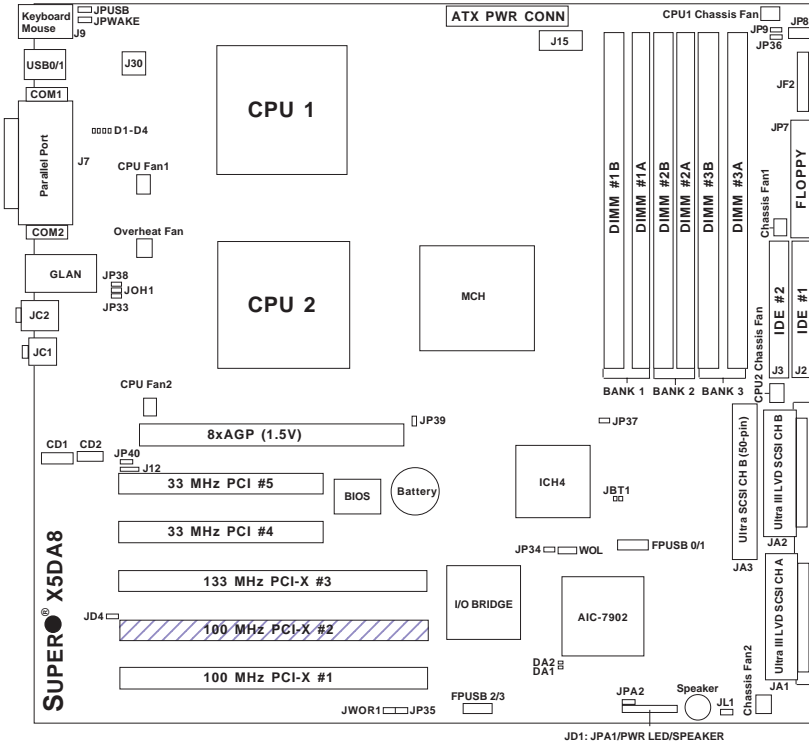 Keyboard
Mouse
JPUSB
JPWAKE
J9
ATX PWR CONN
CPU1 Chassis Fan
JP9
JP8
JP36
J15
USB0/1
J30
COM1
JF2
CPU 1
D1-D4
JP7
Parallel Port
J7
CPU Fan1
DIMM #1B
DIMM #1A
DIMM #2B
DIMM #2A
DIMM #3B
DIMM #3A
FLOPPY
Chassis Fan1
COM2
Overheat Fan
GLAN
JP38
JOH1
JP33
CPU 2
MCH
IDE #2
IDE #1
JC2
JC1
CPU2 Chassis Fan
J3
J2
CPU Fan2
BANK 1
BANK 2
BANK 3
8xAGP (1.5V)
JP39
JP37
CD1
CD2
JP40
J12
33 MHz PCI #5
BIOS
Battery
ICH4
JBT1
Ultra SCSI CH B (50-pin)
Ultra III LVD SCSI CH B
33 MHz PCI #4
JP34
WOL
FPUSB 0/1
JA2
JA3
133 MHz PCI-X #3
I/O BRIDGE
AIC-7902
Ultra III LVD SCSI CH A
JD4
100 MHz PCI-X #2
SUPER® X5DA8
DA2
DA1
100 MHz PCI-X #1
JA1
FPUSB 2/3
JPA2
Speaker
JL1
Chassis Fan2
JWOR1
JP35
JD1: JPA1/PWR LED/SPEAKER